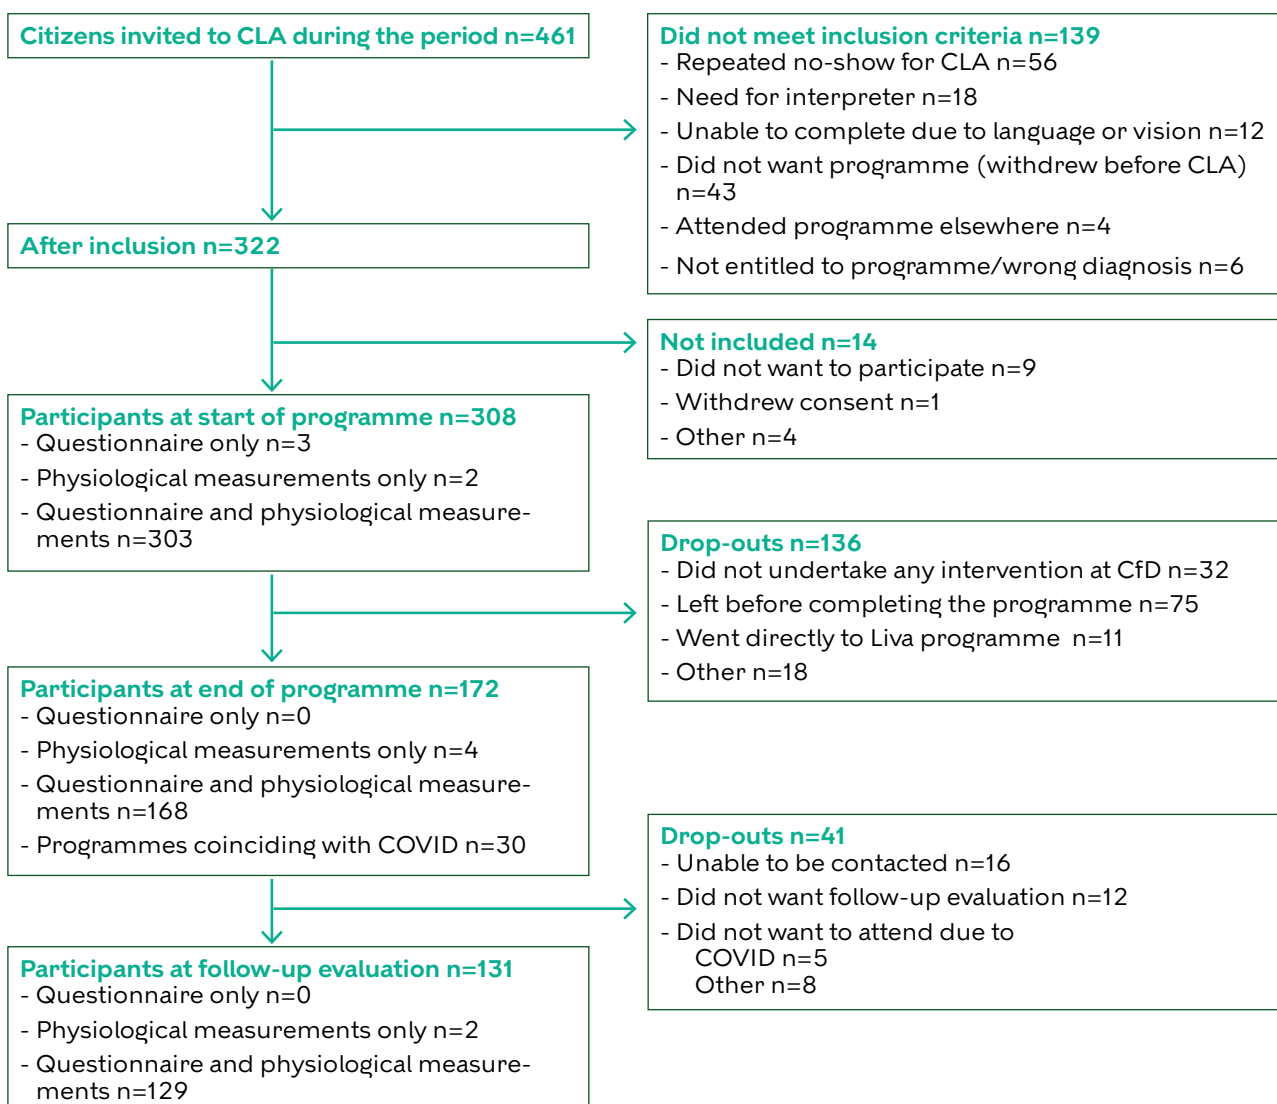 Citizens invited to CLA during the period n=461
Did not meet inclusion criteria n=139
- Repeated no-show for CLA n=56
- Need for interpreter n=18
- Unable to complete due to language or vision n=12
- Did not want programme (withdrew before CLA)
n=43
- Attended programme elsewhere n=4
- Not entitled to programme/wrong diagnosis n=6
After inclusion n=322
Not included n=14
- Did not want to participate n=9
- Withdrew consent n=1
- Other n=4
Participants at start of programme n=308
- Questionnaire only n=3
- Physiological measurements only n=2
- Questionnaire and physiological measure-
ments n=303
Drop-outs n=136
- Did not undertake any intervention at CfD n=32
- Left before completing the programme n=75
- Went directly to Liva programme n=11
- Other n=18
Participants at end of programme n=172
- Questionnaire only n=0
- Physiological measurements only n=4
- Questionnaire and physiological measure-
ments n=168
- Programmes coinciding with COVID n=30
Drop-outs n=41
- Unable to be contacted n=16
- Did not want follow-up evaluation n=12
- Did not want to attend due to
COVID n=5
Other n=8
Participants at follow-up evaluation n=131
- Questionnaire only n=0
- Physiological measurements only n=2
- Questionnaire and physiological measure-
ments n=129